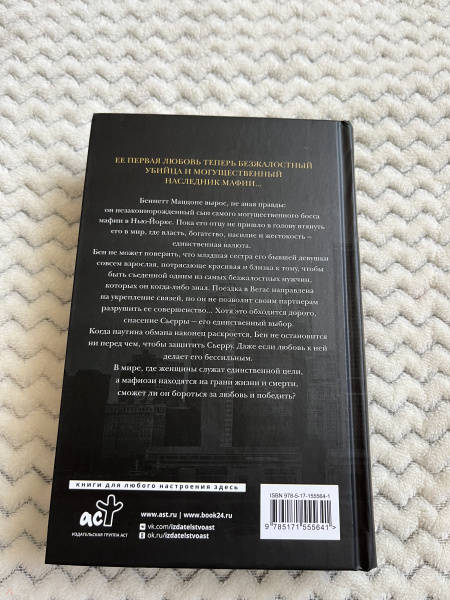 ЕЕ ПЕРВАЯ ЛЮБОВЬ ТЕПЕРЬ БЕЗЖАЛОСТНЫЙ
УБИЙЦА И МОГУЩЕСТВЕННЫЙ
НАСЛЕДНИК МАФИИ...
Беннетт Манцоне вырос, не зная правды:
он незаконнорожденный сын самого могущественного босса
мафии в Нью-Йорке. Пока его отцу не пришло в голову втянуть
его в мир, где власть, богатство, насилие и жестокость –
единственная валюта.
Бен не может поверить, что младшая сестра его бывшей девушки
совсем взрослая, потрясающе красивая и близка к тому, чтобы
быть съеденной одним из самых безжалостных мужчин,
которых он когда-либо знал. Поездка в Вегас направлена
на укрепление связей, но он не позволит своим партнерам
разрушить ее совершенство... Хотя это обходится дорого,
спасение Сьерры – его единственный выбор.
Когда паутина обмана наконец раскроется, Бен не остановится
ни перед чем, чтобы защитить Сьерру. Даже если любовь к ней
делает его бессильным.
В мире, где женщины служат единственной цели,
а мафиози находятся на грани жизни и смерти,
сможет ли он бороться за любовь и победить?
книги для любого настроения здесь
аст
ИЗДАТЕЛЬСКАЯ ГРУППА АСТ
www.ast.ru | www.book24.ru
vk.com/izdatelstvoast
ok.ru/izdatelstvoast
ISBN 978-5-17-155564-1
9 785171 555641 >